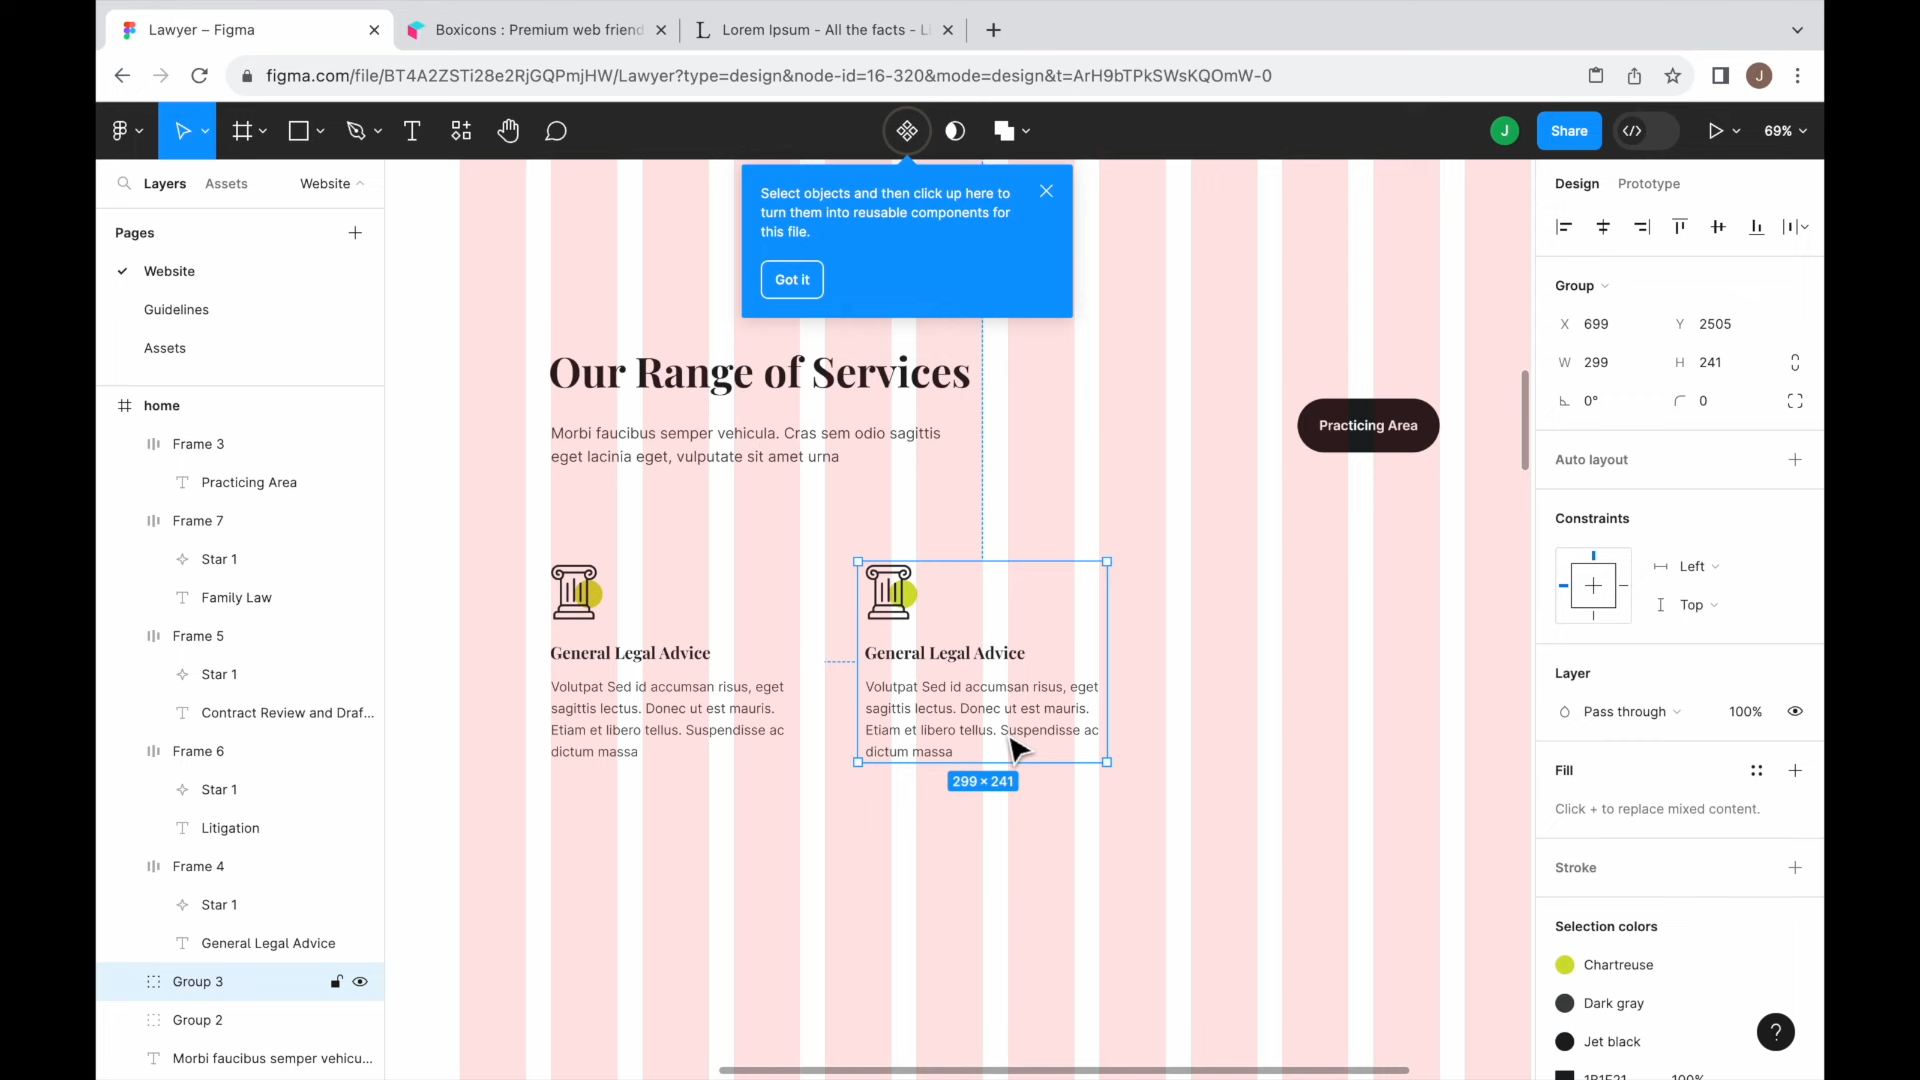 Lawyer – Figma
Boxicons : Premium web friend
Lorem Ipsum - All the facts - Li
figma.com/file/BT4A2ZSTi28e2RjGQPmjHW/Lawyer?type=design&node-id=16-320&mode=design&t=ArH9bTPkSWsKQOmW-0
J
J
Share
69%
Layers
Assets
Website
Pages
Website
Guidelines
Assets
home
Frame 3
Practicing Area
Frame 7
Star 1
Family Law
Frame 5
Star 1
Contract Review and Draf...
Frame 6
Star 1
Litigation
Frame 4
Star 1
General Legal Advice
Group 3
Group 2
Morbi faucibus semper vehicu...
Select objects and then click up here to
turn them into reusable components for
this file.
Got it
Our Range of Services
Morbi faucibus semper vehicula. Cras sem odio sagittis
eget lacinia eget, vulputate sit amet urna
Practicing Area
General Legal Advice
Volutpat Sed id accumsan risus, eget
sagittis lectus. Donec ut est mauris.
Etiam et libero tellus. Suspendisse ac
dictum massa
General Legal Advice
Volutpat Sed id accumsan risus, eget
sagittis lectus. Donec ut est mauris.
Etiam et libero tellus. Suspendisse ac
dictum massa
299 × 241
Design
Prototype
Group
X 699 Y 2505
W 299 H 241
0° 0
Auto layout
Constraints
Left
Top
Layer
Pass through 100%
Fill
Click + to replace mixed content.
Stroke
Selection colors
Chartreuse
Dark gray
Jet black
1B1F21 100%
?